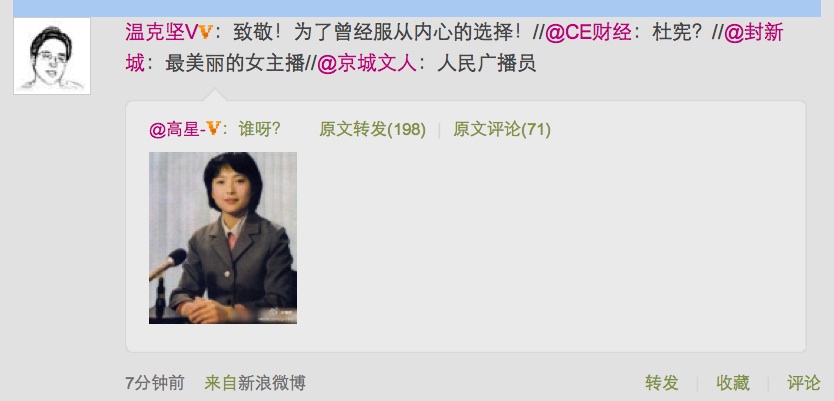 温克坚VV：致敬！为了曾经服从内心的选择！//@CE财经：杜宪？//@封新
城：最美丽的女主播//@京城文人：人民广播员
@高星-V：谁呀？ 原文转发(198) | 原文评论(71)
7分钟前 来自新浪微博 转发 | 收藏 | 评论